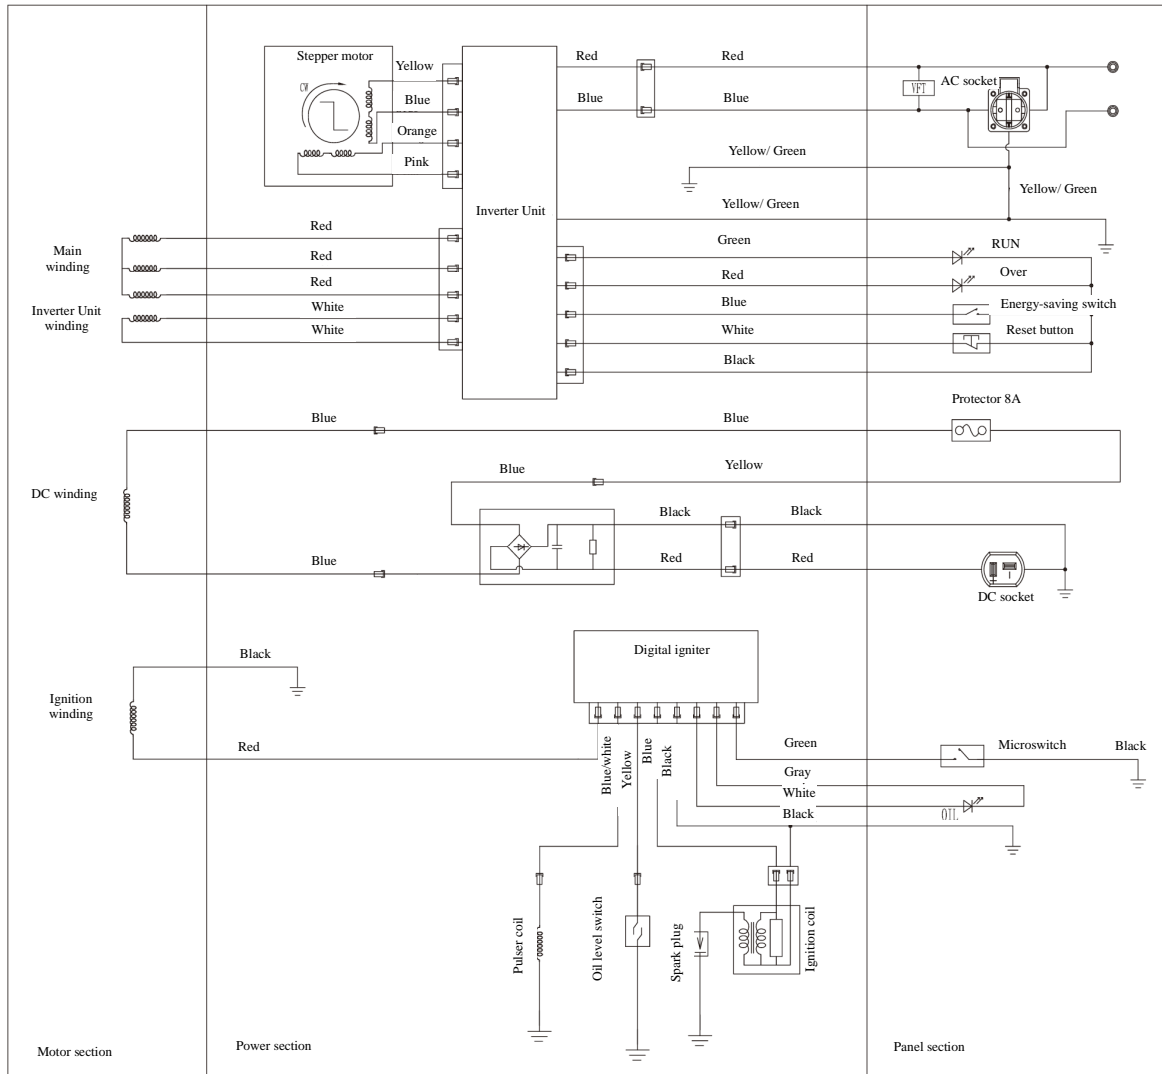 Stepper motor
CW
Yellow
Blue
Orange
Pink
Inverter Unit
Red
Red
Blue
Blue
VFT
AC socket
Yellow/ Green
Yellow/ Green
Yellow/ Green
Main
winding
Red
Red
Red
Inverter Unit
winding
White
White
Green
RUN
Red
Over
Blue
Energy-saving switch
White
Reset button
Black
Protector 8A
Blue
Blue
Blue
Yellow
DC winding
Black
Black
Blue
Red
Red
DC socket
Digital igniter
Black
Ignition
winding
Red
Blue/white
Yellow
Blue
Black
Green
Microswitch
Black
Gray
White
Black
OIL
Pulser coil
Oil level switch
Spark plug
Ignition coil
Motor section
Power section
Panel section